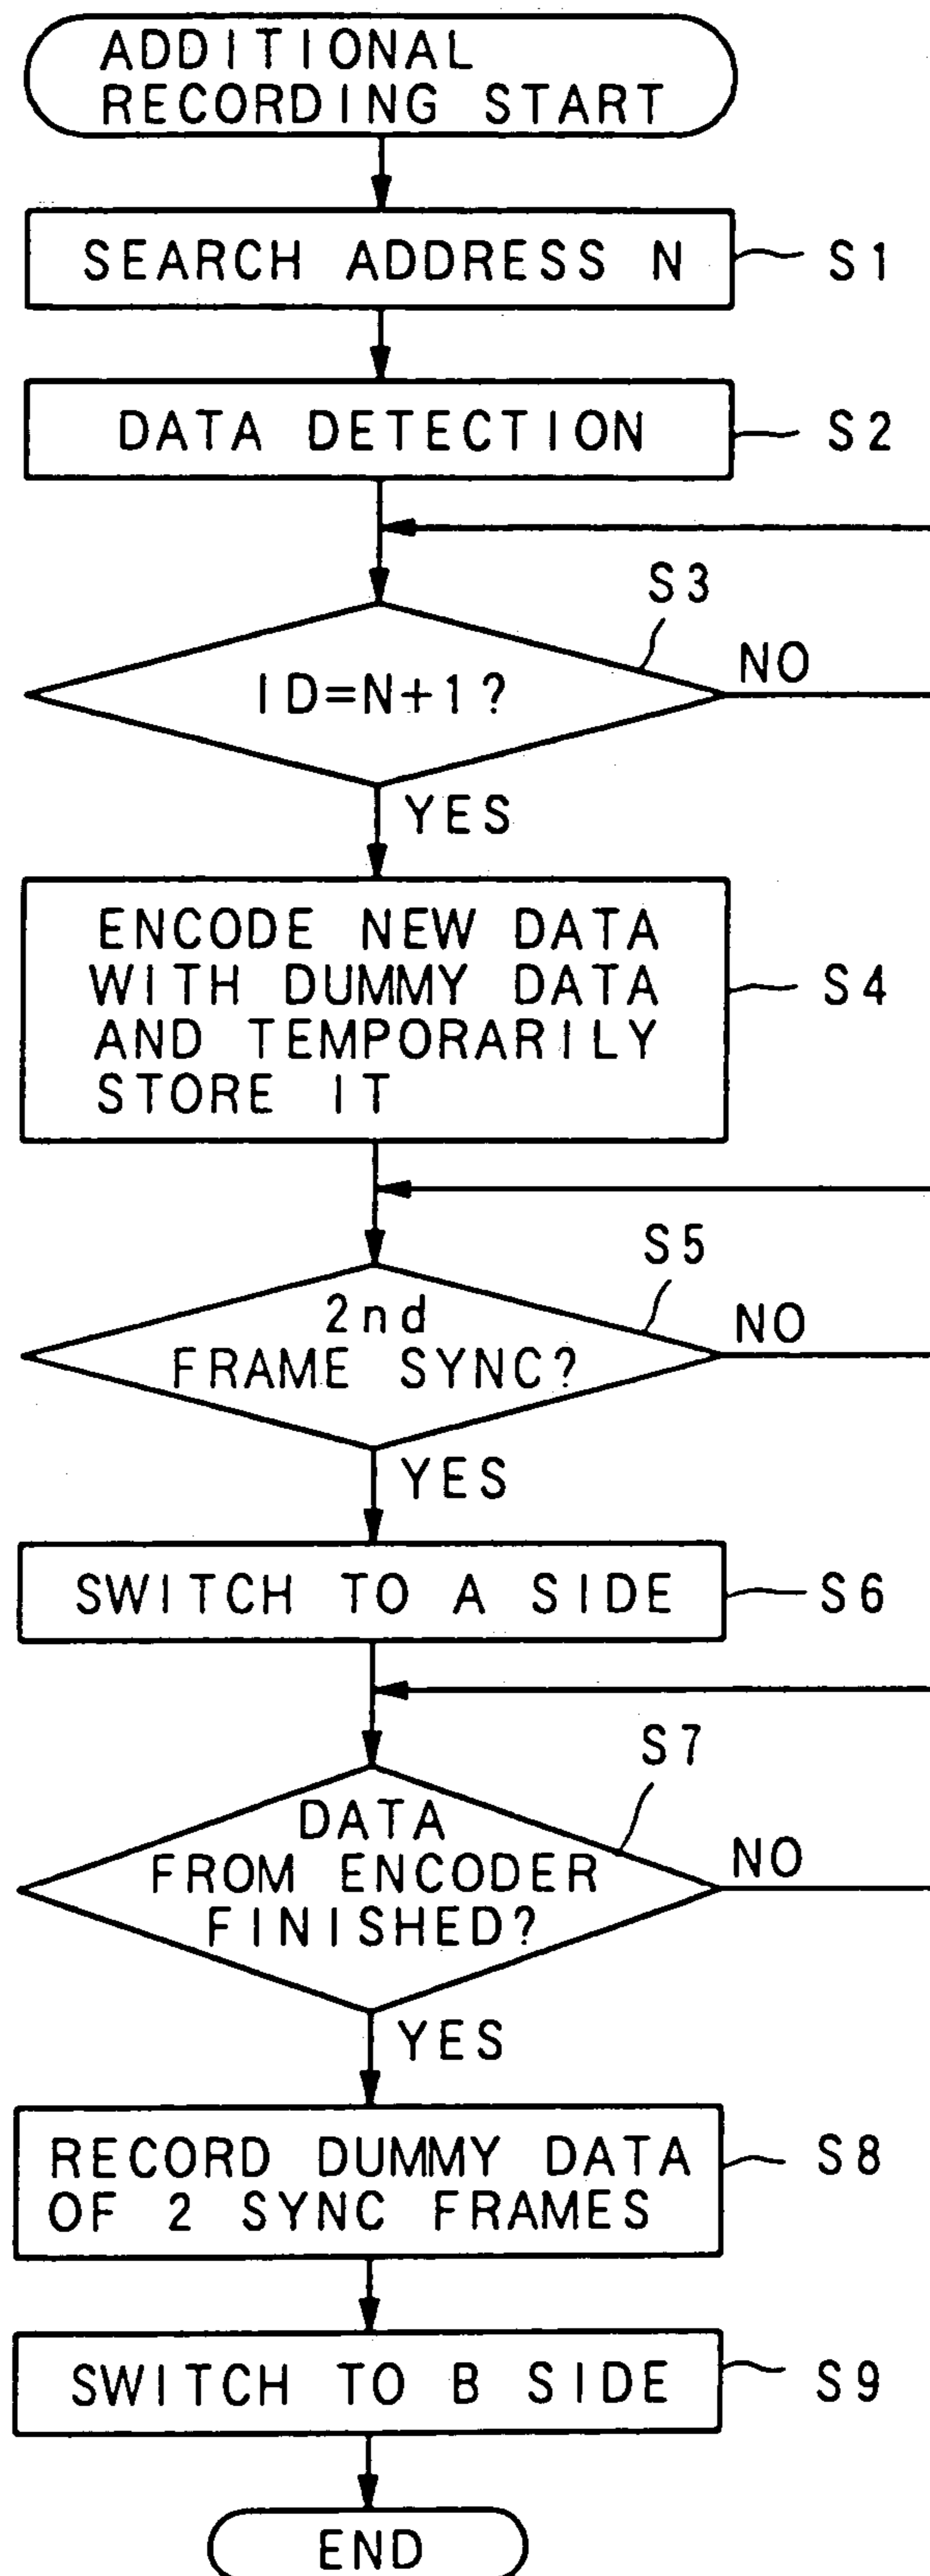 ADDITIONAL
RECORDING START
SEARCH ADDRESS N
S1
DATA DETECTION
S2
S3
ID=N+1?
NO
YES
ENCODE NEW DATA
WITH DUMMY DATA
AND TEMPORARILY
STORE IT
S4
S5
2nd
FRAME SYNC?
NO
YES
SWITCH TO A SIDE
S6
S7
DATA
FROM ENCODER
FINISHED?
NO
YES
RECORD DUMMY DATA
OF 2 SYNC FRAMES
S8
SWITCH TO B SIDE
S9
END